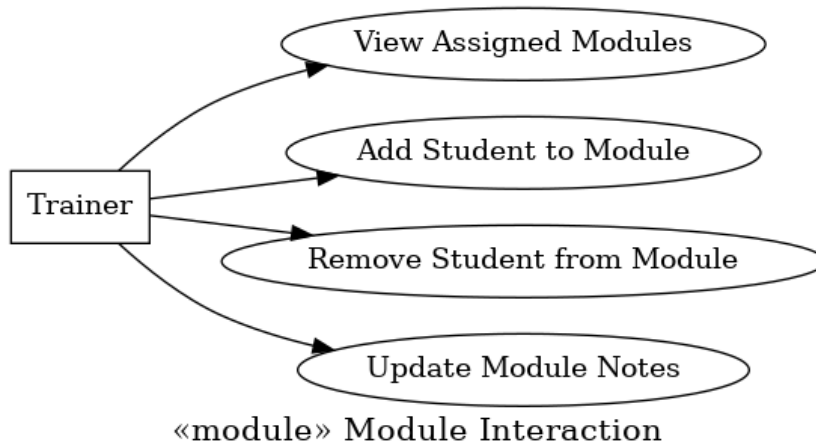 View Assigned Modules
Add Student to Module
Trainer
Remove Student from Module
Update Module Notes
«module» Module Interaction